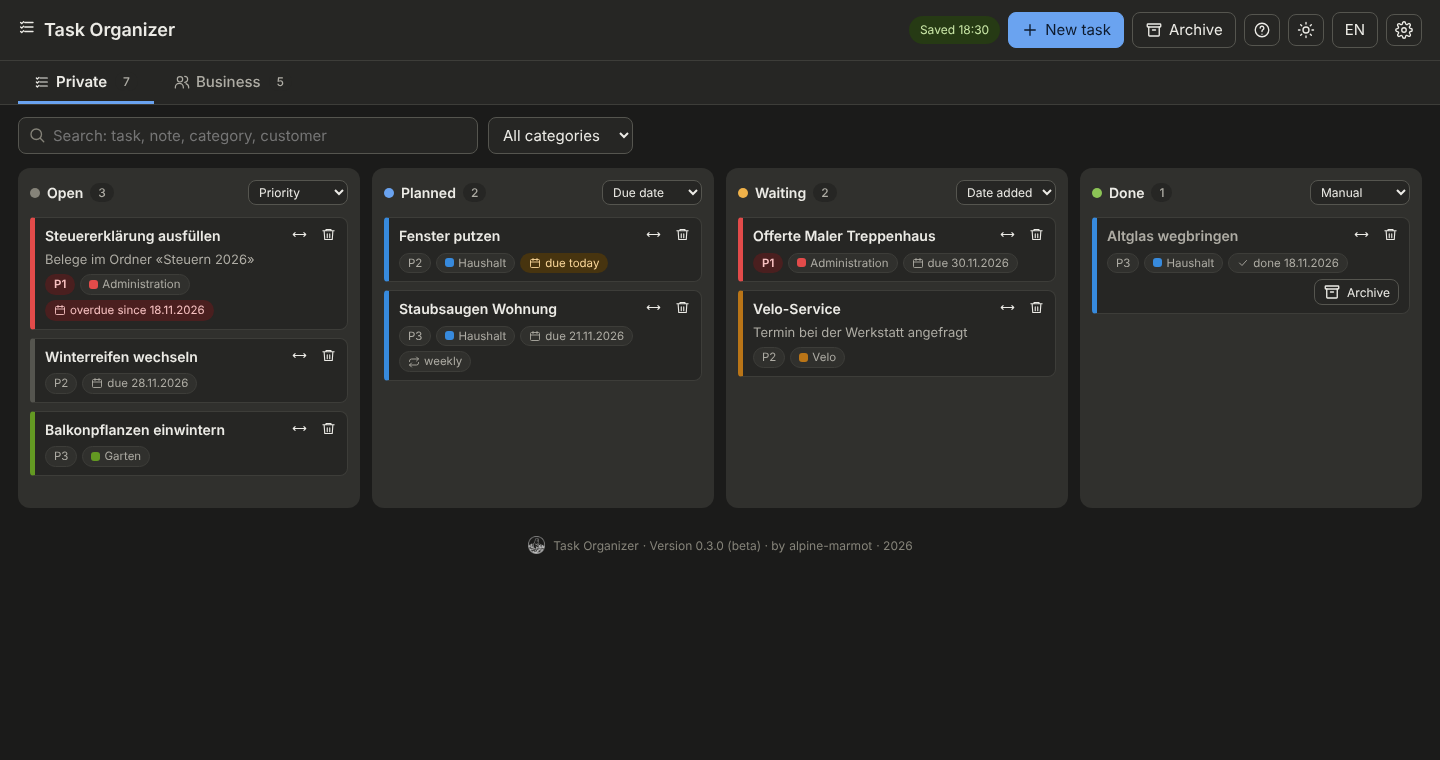 Task Organizer
Saved 18:30
New task
Archive
EN
Private 7
Business 5
Search: task, note, category, customer
All categories
Open 3
Priority
Steuererklärung ausfüllen
Belege im Ordner «Steuern 2026»
P1 Administration
overdue since 18.11.2026
Winterreifen wechseln
P2 due 28.11.2026
Balkonpflanzen einwintern
P3 Garten
Planned 2
Due date
Fenster putzen
P2 Haushalt due today
Staubsaugen Wohnung
P3 Haushalt due 21.11.2026
weekly
Waiting 2
Date added
Offerte Maler Treppenhaus
P1 Administration due 30.11.2026
Velo-Service
Termin bei der Werkstatt angefragt
P2 Velo
Done 1
Manual
Altglas wegbringen
P3 Haushalt done 18.11.2026
Archive
Task Organizer · Version 0.3.0 (beta) · by alpine-marmot · 2026